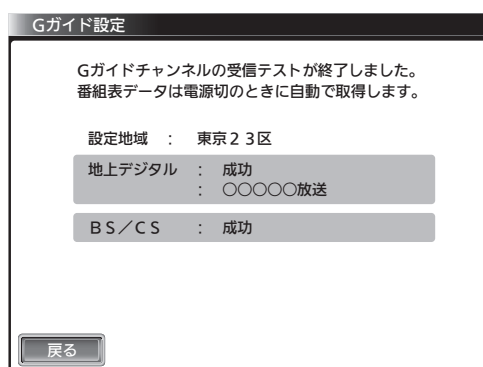 Gガイド設定
Gガイドチャンネルの受信テストが終了しました。
番組表データは電源切のときに自動で取得します。
設定地域 : 東京23区
地上デジタル : 成功
: ○○○○○放送
BS/CS : 成功
戻る